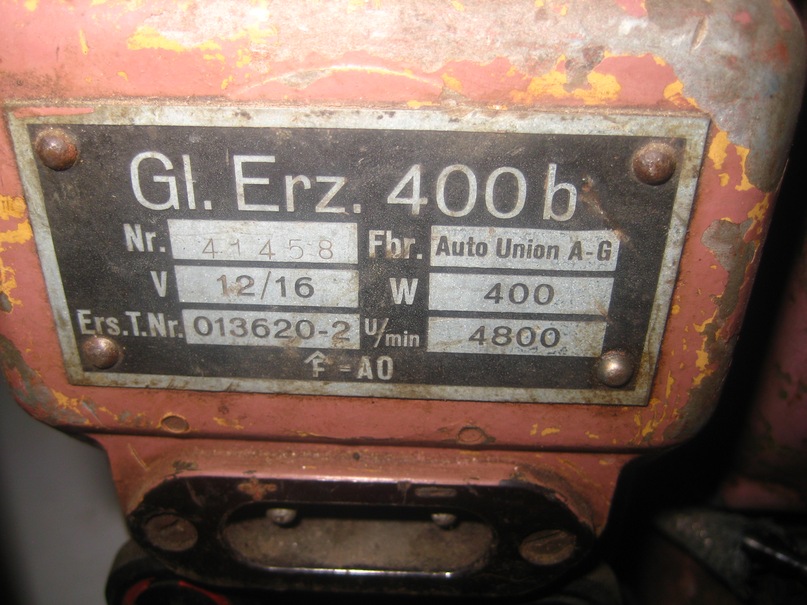 Gl. Erz. 400 b
Nr. 41458 Fbr. Auto Union A-G
V 12/16 W 400
Ers.T.Nr. 013620-2 U/min 4800
F-AO